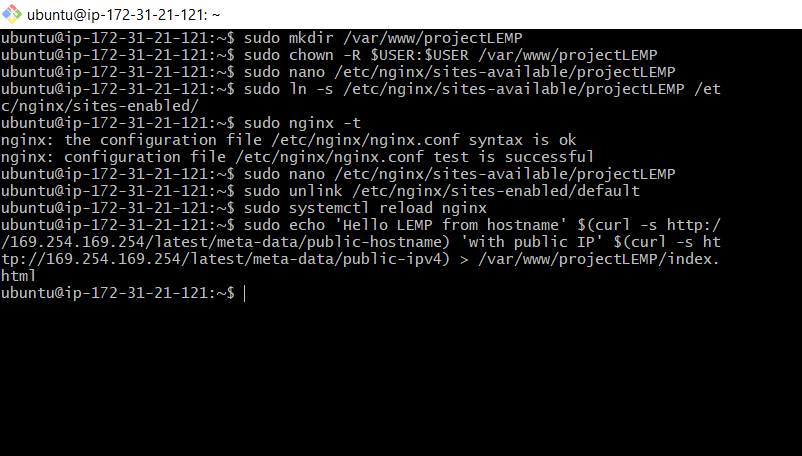 ubuntu@ip-172-31-21-121: ~
ubuntu@ip-172-31-21-121:~$ sudo mkdir /var/www/projectLEMP
ubuntu@ip-172-31-21-121:~$ sudo chown -R $USER:$USER /var/www/projectLEMP
ubuntu@ip-172-31-21-121:~$ sudo nano /etc/nginx/sites-available/projectLEMP
ubuntu@ip-172-31-21-121:~$ sudo ln -s /etc/nginx/sites-available/projectLEMP /et
c/nginx/sites-enabled/
ubuntu@ip-172-31-21-121:~$ sudo nginx -t
nginx: the configuration file /etc/nginx/nginx.conf syntax is ok
nginx: configuration file /etc/nginx/nginx.conf test is successful
ubuntu@ip-172-31-21-121:~$ sudo nano /etc/nginx/sites-available/projectLEMP
ubuntu@ip-172-31-21-121:~$ sudo unlink /etc/nginx/sites-enabled/default
ubuntu@ip-172-31-21-121:~$ sudo systemctl reload nginx
ubuntu@ip-172-31-21-121:~$ sudo echo 'Hello LEMP from hostname' $(curl -s http:/
/169.254.169.254/latest/meta-data/public-hostname) 'with public IP' $(curl -s ht
tp://169.254.169.254/latest/meta-data/public-ipv4) > /var/www/projectLEMP/index.
html
ubuntu@ip-172-31-21-121:~$